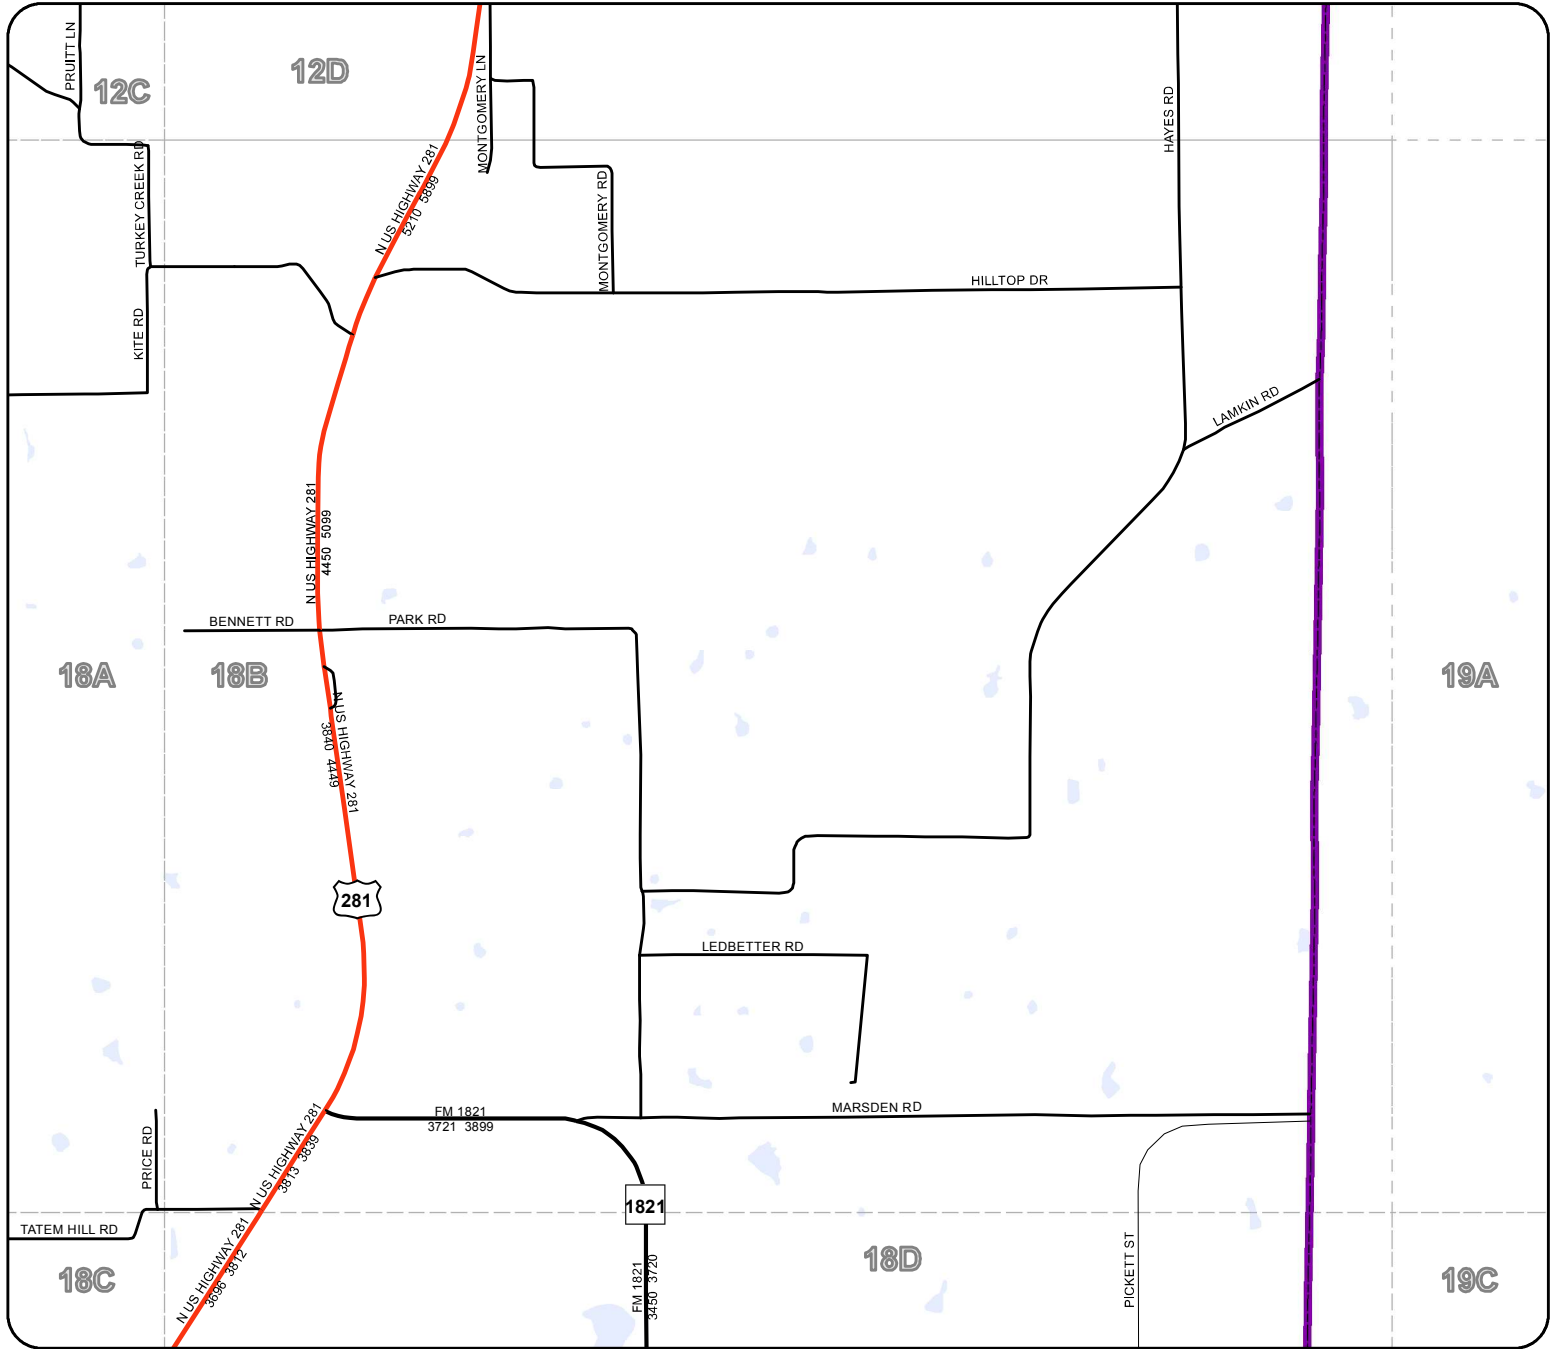 PRUITT LN
12C
12D
MONTGOMERY LN
HAYES RD
TURKEY CREEK RD
N US HIGHWAY 281
5210 5899
MONTGOMERY RD
HILLTOP DR
KITE RD
LAMKIN RD
N US HIGHWAY 281
4450 5099
BENNETT RD
PARK RD
18A
18B
19A
N US HIGHWAY 281
3840 4449
281
LEDBETTER RD
FM 1821
3721 3899
MARSDEN RD
N US HIGHWAY 281
3813 3839
PRICE RD
1821
TATEM HILL RD
N US HIGHWAY 281
3696 3812
18C
FM 1821
3450 3720
18D
PICKETT ST
19C